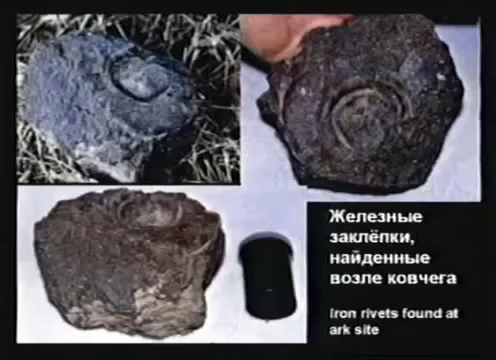 Железные
заклёпки,
найденные
возле ковчега
Iron rivets found at
ark site